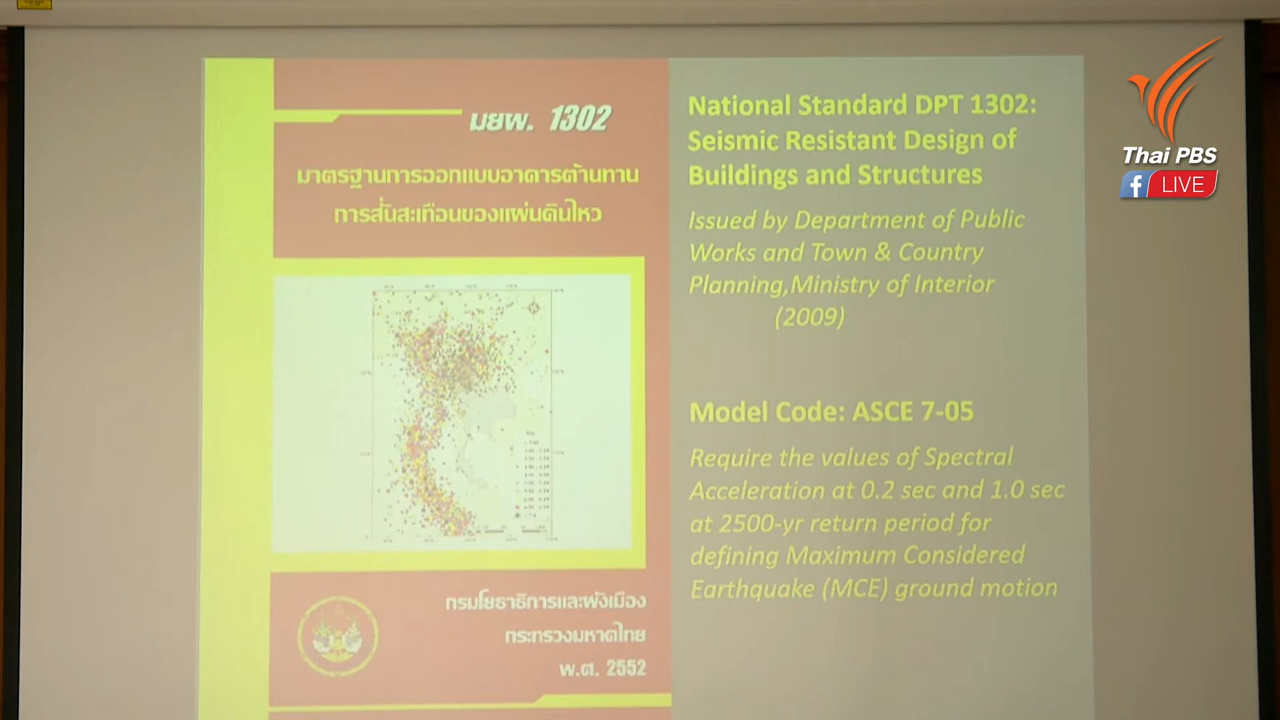 มยผ. 1302
มาตรฐานการออกแบบอาคารต้านทาน
การสั่นสะเทือนของแผ่นดินไหว
กรมโยธาธิการและผังเมือง
กระทรวงมหาดไทย
พ.ศ. 2552
National Standard DPT 1302:
Seismic Resistant Design of
Buildings and Structures
Issued by Department of Public
Works and Town & Country
Planning,Ministry of Interior
(2009)
Model Code: ASCE 7-05
Require the values of Spectral
Acceleration at 0.2 sec and 1.0 sec
at 2500-yr return period for
defining Maximum Considered
Earthquake (MCE) ground motion
Thai PBS
f LIVE